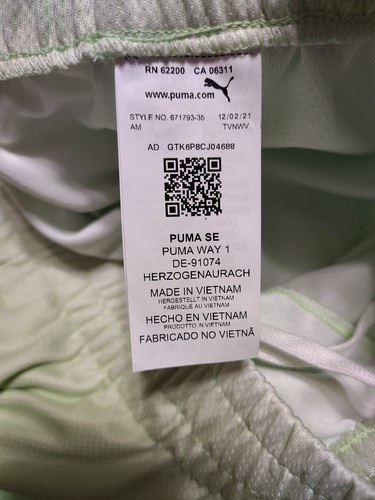 RN 62200 CA 06311
www.puma.com
STYLE NO. 671793-35 12/02/21
AM TVNWV
AD GTK6P8CJ04688
PUMA SE
PUMA WAY 1
DE-91074
HERZOGENAURACH
MADE IN VIETNAM
HERGESTELLT IN VIETNAM
FABRIQUE AU VIETNAM
HECHO EN VIETNAM
PRODOTTO IN VIETNAM
FABRICADO NO VIETNÃ